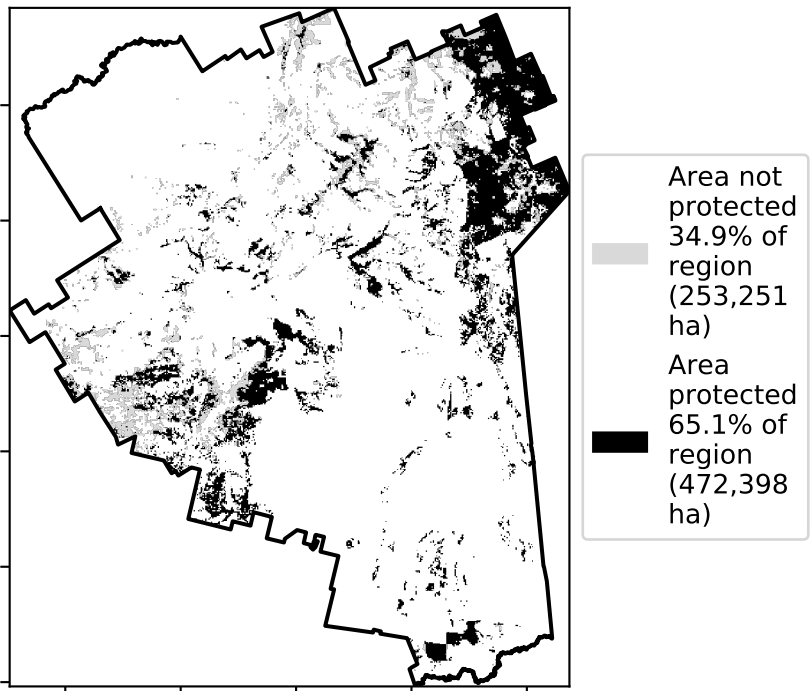 Area not
protected
34.9% of
region
(253,251
ha)
Area
protected
65.1% of
region
(472,398
ha)